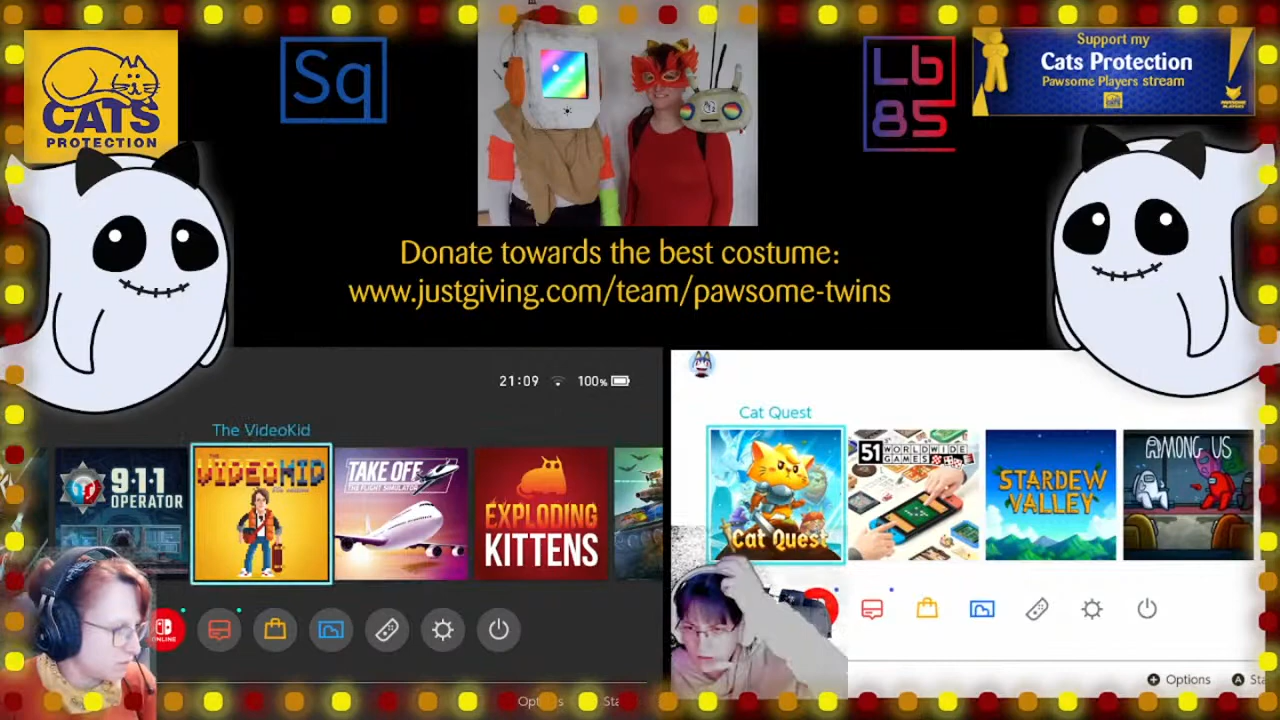 CATS
PROTECTION
Sq
Lb
85
Support my
Cats Protection
Pawsome Players stream
Donate towards the best costume:
www.justgiving.com/team/pawsome-twins
21:09
100%
The VideoKid
9-1-1
OPERATOR
THE
VIDEOKID
TAKE OFF
THE FLIGHT SIMULATOR
EXPLODING
KITTENS
ONLINE
Cat Quest
Cat Quest
51 WORLDWIDE
GAMES
STARDEW
VALLEY
AMONG US
Options